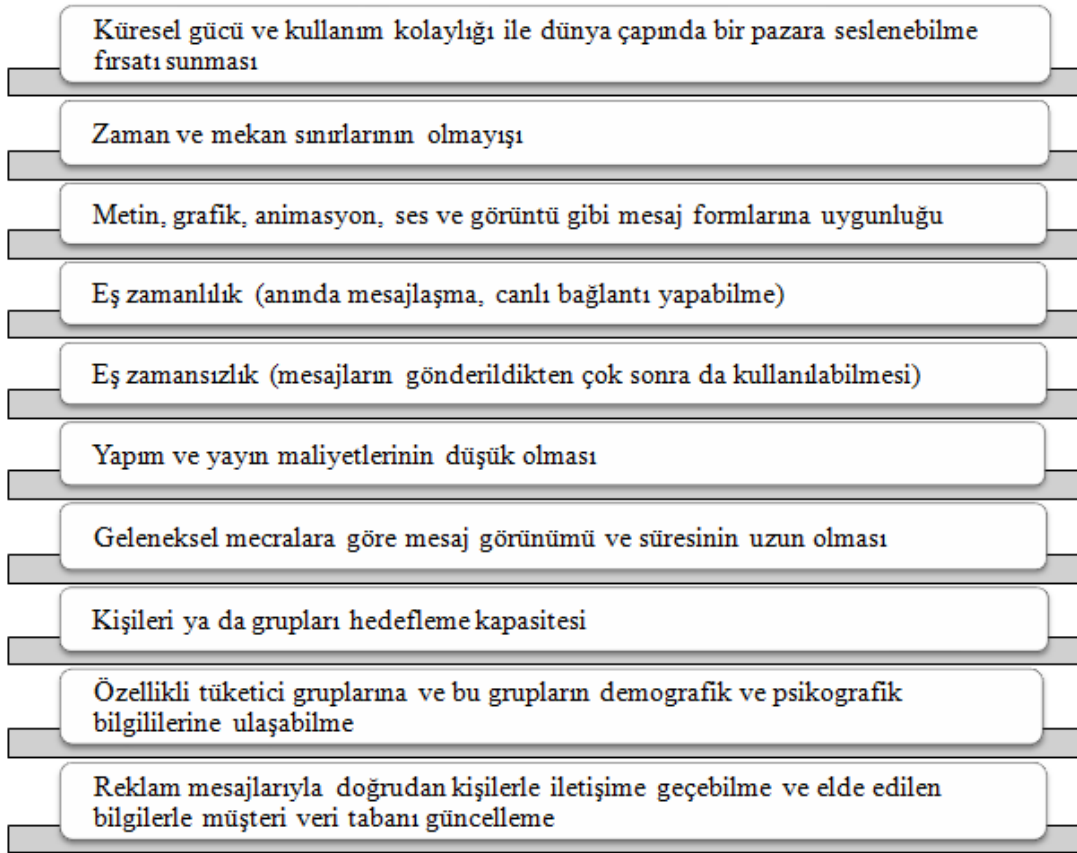 Küresel gücü ve kullanım kolaylığı ile dünya çapında bir pazara seslenebilme
fırsatı sunması
Zaman ve mekan sınırlarının olmayışı
Metin, grafik, animasyon, ses ve görüntü gibi mesaj formlarına uygunluğu
Eş zamanlılık (anında mesajlaşma, canlı bağlantı yapabilme)
Eş zamansızlık (mesajların gönderildikten çok sonra da kullanılabilmesi)
Yapım ve yayın maliyetlerinin düşük olması
Geleneksel mecralara göre mesaj görünümü ve süresinin uzun olması
Kişileri ya da grupları hedefleme kapasitesi
Özellikli tüketici gruplarına ve bu grupların demografik ve psikografik
bilgililerine ulaşabilme
Reklam mesajlarıyla doğrudan kişilerle iletişime geçebilme ve elde edilen
bilgilerle müşteri veri tabanı güncelleme